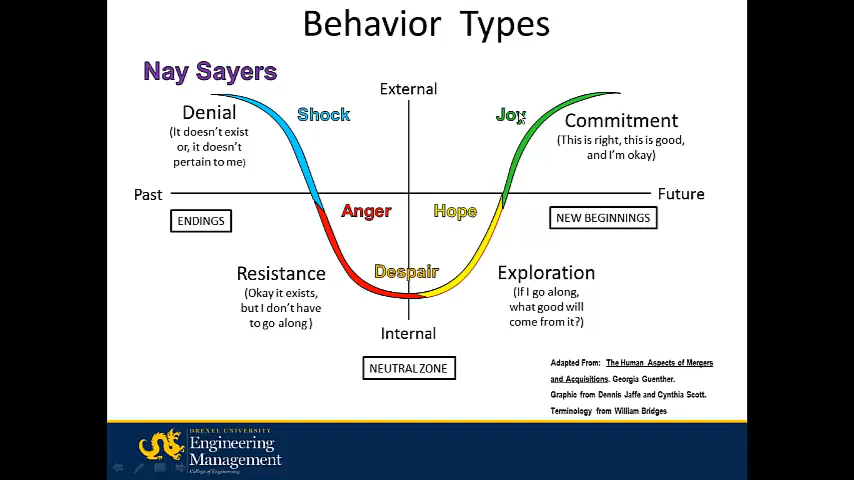 Behavior Types
Nay Sayers
External
Denial
(It doesn't exist
or, it doesn't
pertain to me)
Shock
Joy
Commitment
(This is right, this is good,
and I'm okay)
Past
Future
ENDINGS
Anger
Hope
NEW BEGINNINGS
Resistance
(Okay it exists,
but I don't have
to go along)
Despair
Exploration
(If I go along,
what good will
come from it?)
Internal
NEUTRAL ZONE
Adapted From: The Human Aspects of Mergers
and Acquisitions. Georgia Guenther.
Graphic from Dennis Jaffe and Cynthia Scott.
Terminology from William Bridges
DREXEL UNIVERSITY
Engineering
Management
College of Engineering